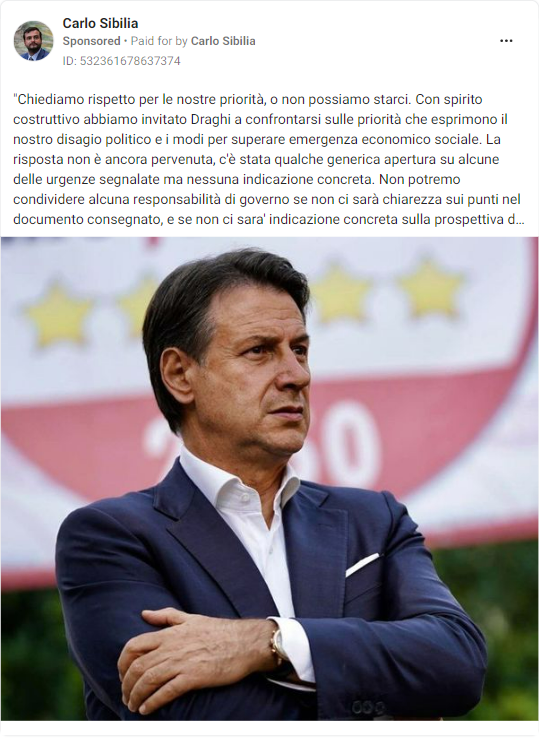 Carlo Sibilia
Sponsored • Paid for by Carlo Sibilia
ID: 532361678637374
"Chiediamo rispetto per le nostre priorità, o non possiamo starci. Con spirito
costruttivo abbiamo invitato Draghi a confrontarsi sulle priorità che esprimono il
nostro disagio politico e i modi per superare emergenza economico sociale. La
risposta non è ancora pervenuta, c'è stata qualche generica apertura su alcune
delle urgenze segnalate ma nessuna indicazione concreta. Non potremo
condividere alcuna responsabilità di governo se non ci sarà chiarezza sui punti nel
documento consegnato, e se non ci sara' indicazione concreta sulla prospettiva d...